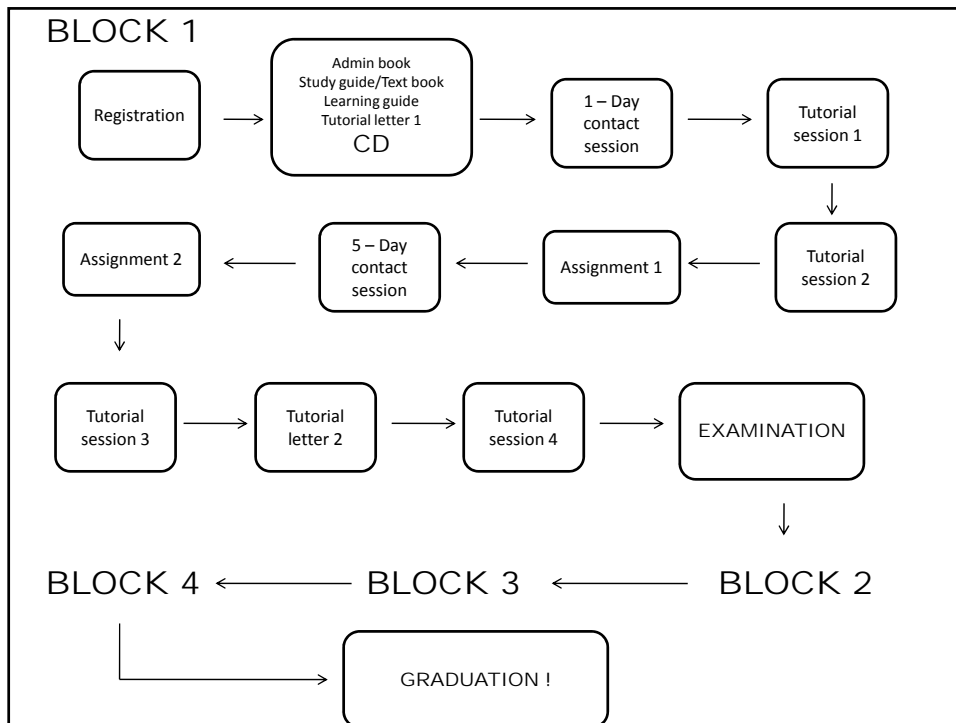 BLOCK 1
Registration
Admin book
Study guide/Text book
Learning guide
Tutorial letter 1
CD
1 – Day
contact
session
Tutorial
session 1
Tutorial
session 2
Assignment 1
5 – Day
contact
session
Assignment 2
Tutorial
session 3
Tutorial
letter 2
Tutorial
session 4
EXAMINATION
BLOCK 2
BLOCK 3
BLOCK 4
GRADUATION !